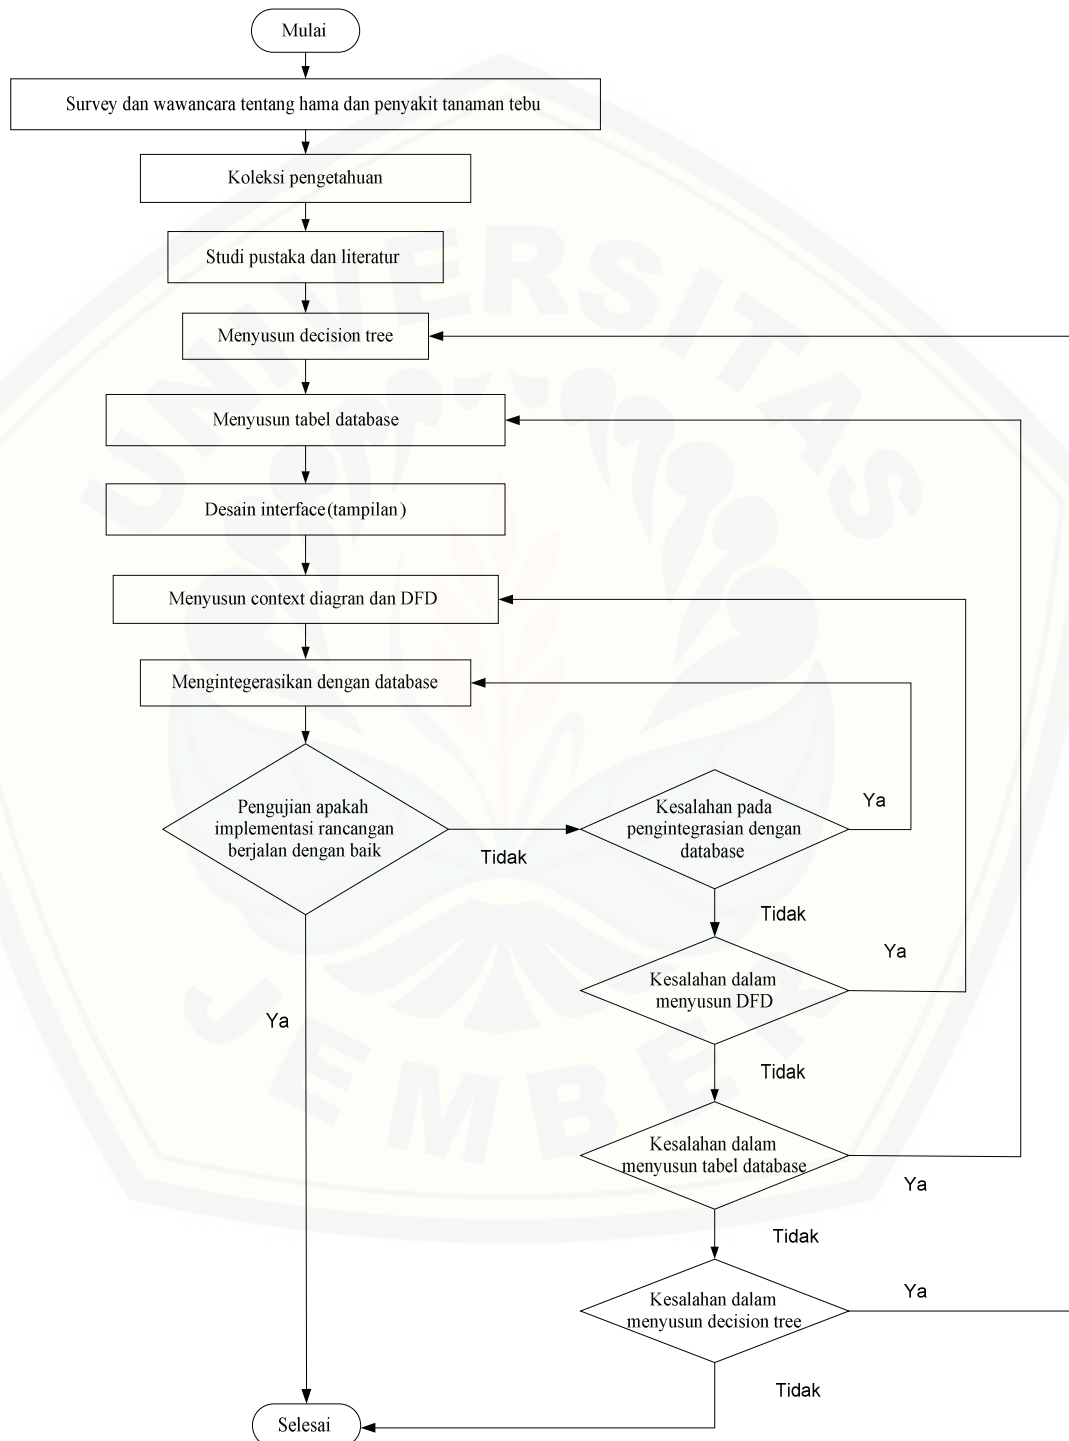 Mulai
Survey dan wawancara tentang hama dan penyakit tanaman tebu
Koleksi pengetahuan
Studi pustaka dan literatur
Menyusun decision tree
Menyusun tabel database
Desain interface (tampilan)
Menyusun context diagran dan DFD
Mengintegerasikan dengan database
Pengujian apakah
implementasi rancangan
berjalan dengan baik
Tidak
Kesalahan pada
pengintegrasian dengan
database
Ya
Tidak
Kesalahan dalam
menyusun DFD
Ya
Ya
Tidak
Kesalahan dalam
menyusun tabel database
Ya
Tidak
Kesalahan dalam
menyusun decision tree
Ya
Tidak
Selesai
UNIVERSITAS
JEMBER